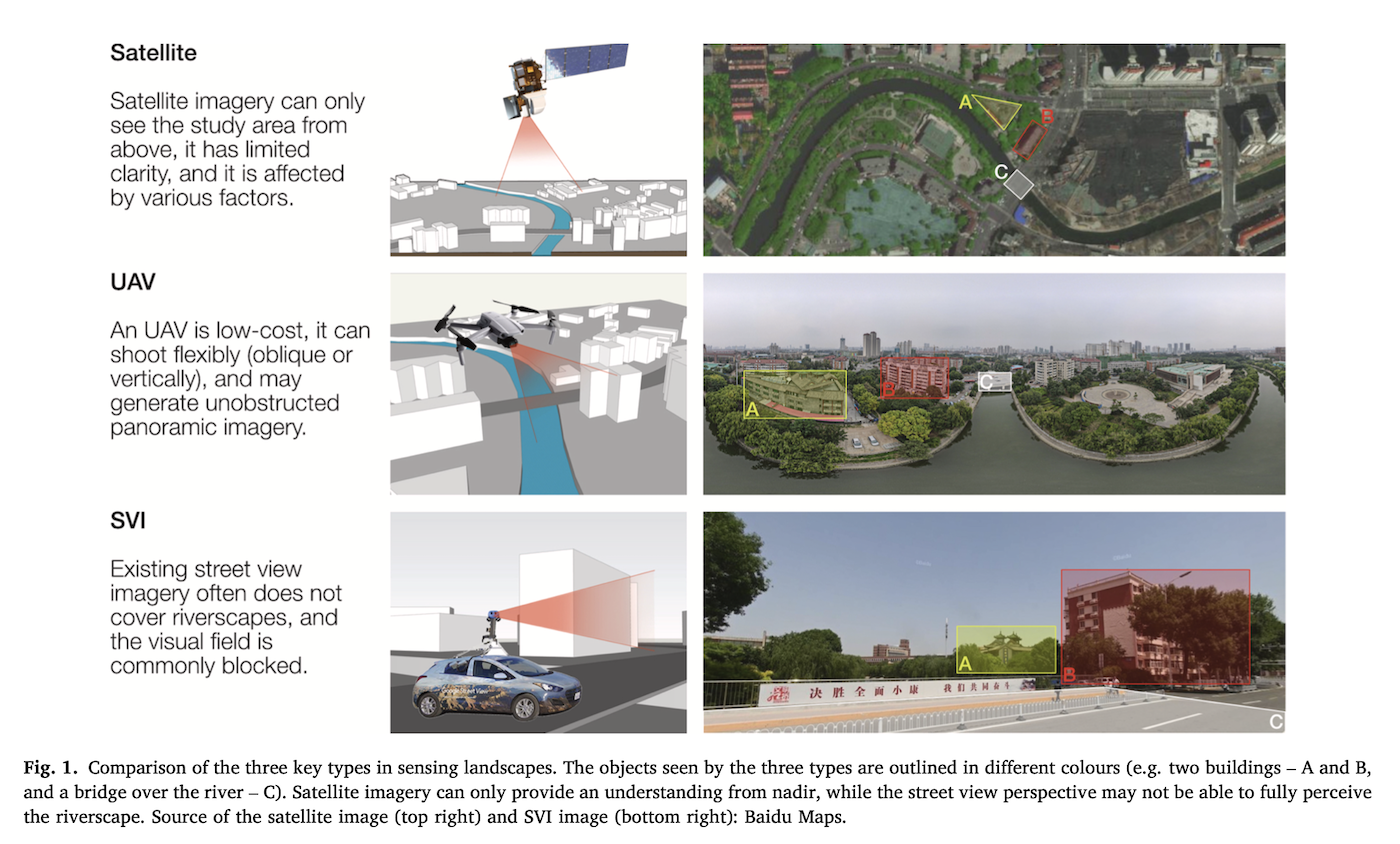 Satellite
Satellite imagery can only
see the study area from
above, it has limited
clarity, and it is affected
by various factors.
A
B
C
UAV
An UAV is low-cost, it can
shoot flexibly (oblique or
vertically), and may
generate unobstructed
panoramic imagery.
A
B
C
SVI
Existing street view
imagery often does not
cover riverscapes, and
the visual field is
commonly blocked.
Google Street View
A
B
决胜全面小康 我们共同奋斗
C
Fig. 1. Comparison of the three key types in sensing landscapes. The objects seen by the three types are outlined in different colours (e.g. two buildings – A and B,
and a bridge over the river – C). Satellite imagery can only provide an understanding from nadir, while the street view perspective may not be able to fully perceive
the riverscape. Source of the satellite image (top right) and SVI image (bottom right): Baidu Maps.